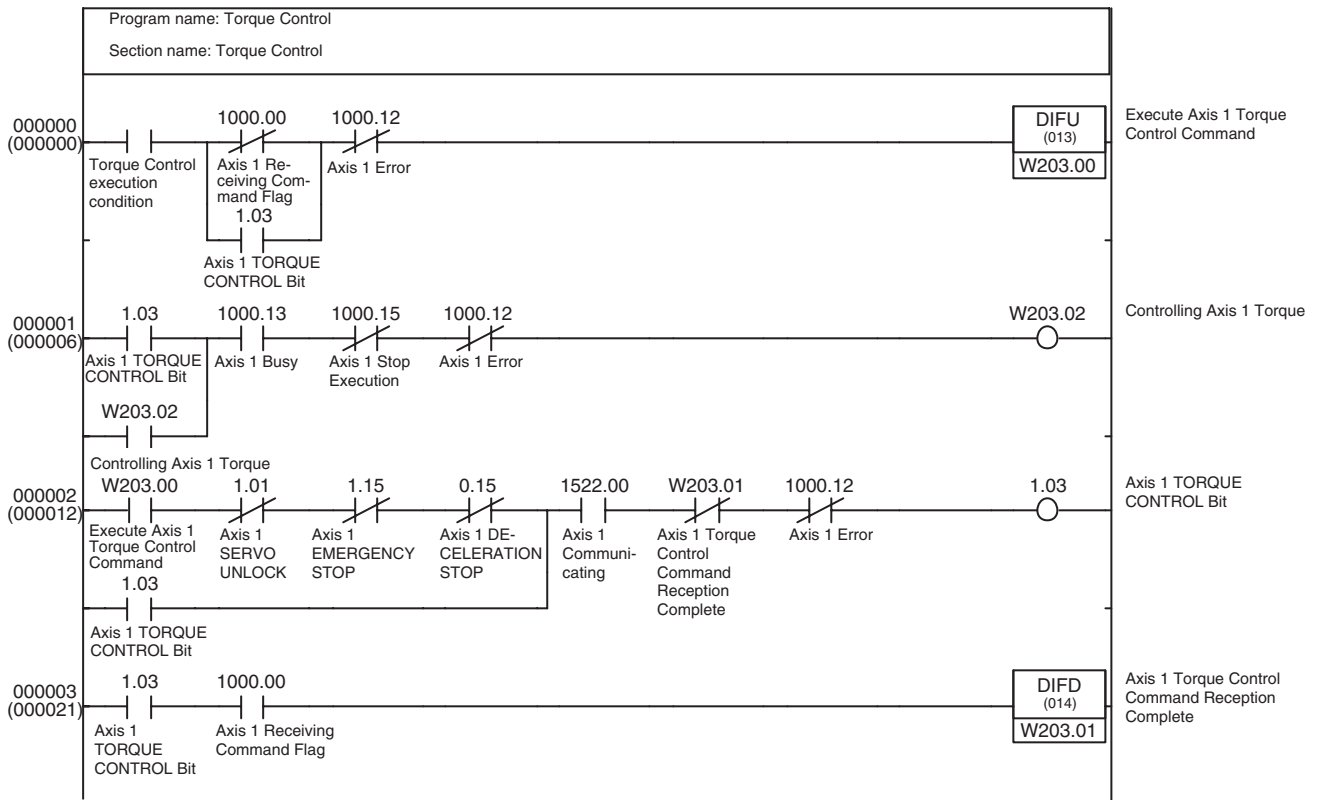 Program name: Torque Control
Section name: Torque Control
000000
(000000)
1000.00
1000.12
DIFU
(013)
W203.00
Execute Axis 1 Torque
Control Command
Torque Control
execution
condition
Axis 1 Re-
ceiving Com-
mand Flag
Axis 1 Error
1.03
Axis 1 TORQUE
CONTROL Bit
000001
(000006)
1.03
1000.13
1000.15
1000.12
W203.02
Controlling Axis 1 Torque
Axis 1 TORQUE
CONTROL Bit
Axis 1 Busy
Axis 1 Stop
Execution
Axis 1 Error
W203.02
Controlling Axis 1 Torque
000002
(000012)
W203.00
1.01
1.15
0.15
1522.00
W203.01
1000.12
1.03
Axis 1 TORQUE
CONTROL Bit
Execute Axis 1
Torque Control
Command
Axis 1
SERVO
UNLOCK
Axis 1
EMERGENCY
STOP
Axis 1 DE-
CELERATION
STOP
Axis 1
Communi-
cating
Axis 1 Torque
Control
Command
Reception
Complete
Axis 1 Error
1.03
Axis 1 TORQUE
CONTROL Bit
000003
(000021)
1.03
1000.00
DIFD
(014)
W203.01
Axis 1 Torque Control
Command Reception
Complete
Axis 1
TORQUE
CONTROL Bit
Axis 1 Receiving
Command Flag